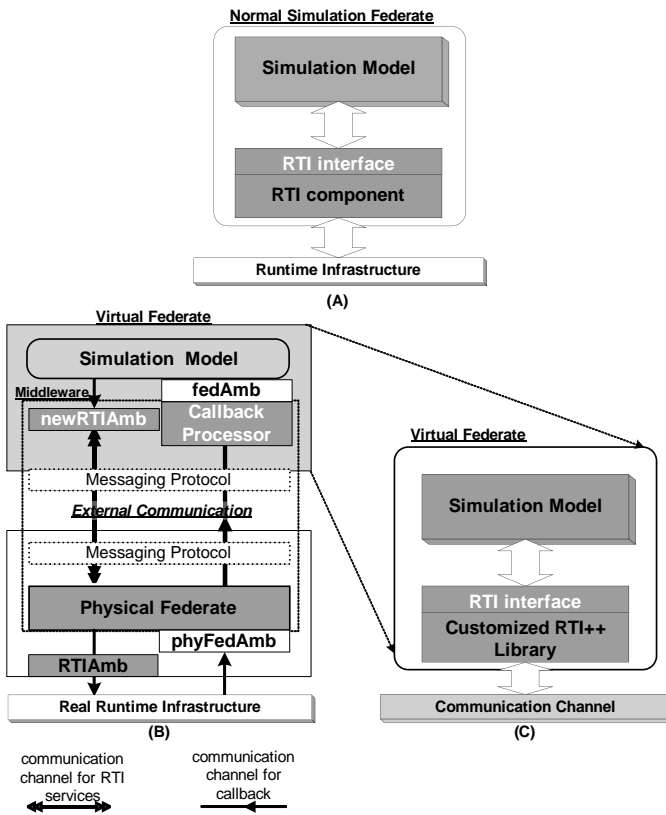 Normal Simulation Federate
Simulation Model
RTI interface
RTI component
Runtime Infrastructure
(A)
Virtual Federate
Simulation Model
Middleware
fedAmb
newRTIAmb
Callback
Processor
Messaging Protocol
External Communication
Messaging Protocol
Physical Federate
phyFedAmb
RTIAmb
Real Runtime Infrastructure
(B)
Virtual Federate
Simulation Model
RTI interface
Customized RTI++
Library
Communication Channel
(C)
communication
channel for RTI
services
communication
channel for
callback